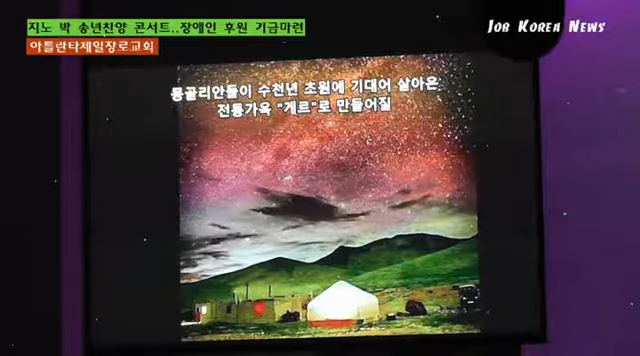 지노 박 송년찬양 콘서트..장애인 후원 기금마련
JOB KOREA NEWS
아틀란타제일장로교회
몽골리안들이 수천년 초원에 기대어 살아온
전통가옥 "게르"로 만들어질